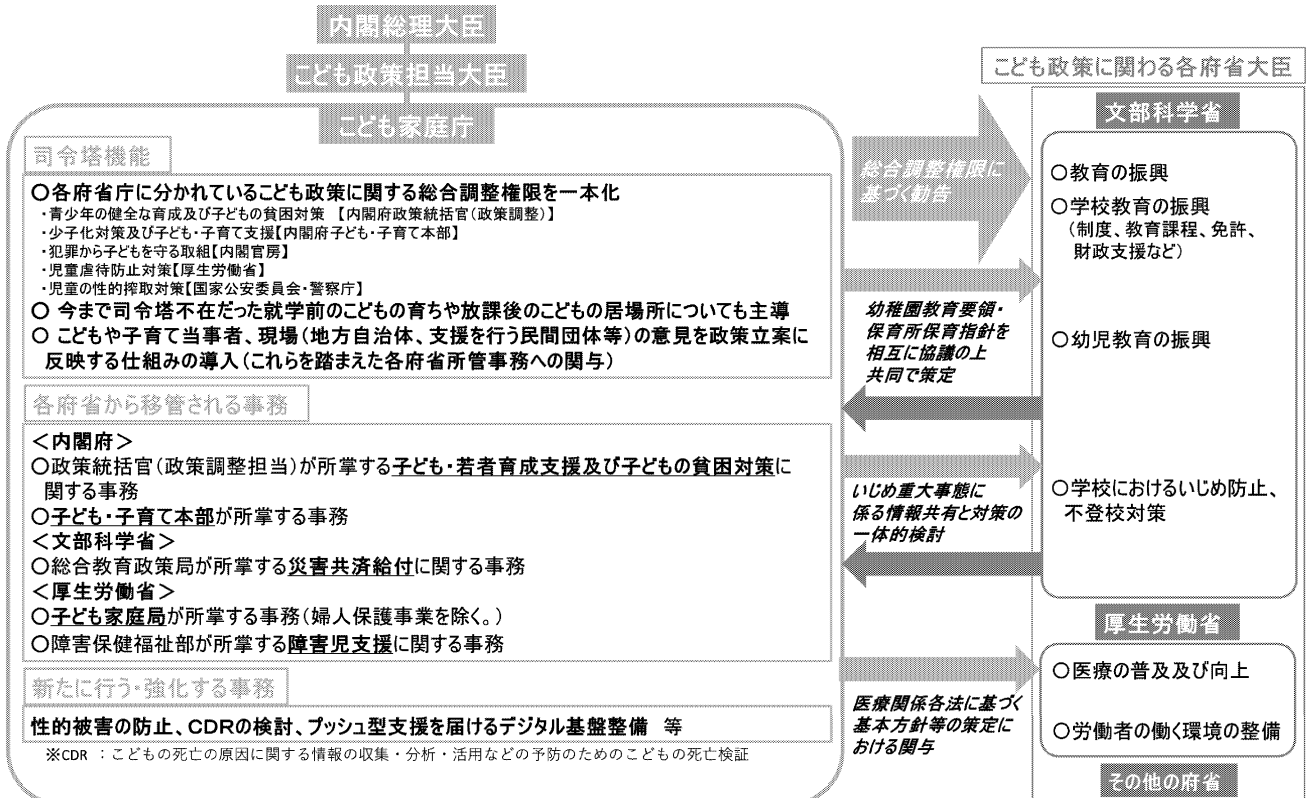 内閣総理大臣
こども政策担当大臣
こども家庭庁
司令塔機能
○各府省庁に分かれているこども政策に関する総合調整権限を一本化
・青少年の健全な育成及び子どもの貧困対策 【内閣府政策統括官（政策調整）】
・少子化対策及び子ども・子育て支援【内閣府子ども・子育て本部】
・犯罪から子どもを守る取組【内閣官房】
・児童虐待防止対策【厚生労働省】
・児童の性的搾取対策【国家公安委員会・警察庁】
○ 今まで司令塔不在だった就学前のこどもの育ちや放課後のこどもの居場所についても主導
○ こどもや子育て当事者、現場（地方自治体、支援を行う民間団体等）の意見を政策立案に
反映する仕組みの導入（これらを踏まえた各府省所管事務への関与）
各府省から移管される事務
＜内閣府＞
○政策統括官（政策調整担当）が所掌する子ども・若者育成支援及び子どもの貧困対策に
関する事務
○子ども・子育て本部が所掌する事務
＜文部科学省＞
○総合教育政策局が所掌する災害共済給付に関する事務
＜厚生労働省＞
○子ども家庭局が所掌する事務（婦人保護事業を除く。）
○障害保健福祉部が所掌する障害児支援に関する事務
新たに行う・強化する事務
性的被害の防止、CDRの検討、プッシュ型支援を届けるデジタル基盤整備 等
※CDR ：こどもの死亡の原因に関する情報の収集・分析・活用などの予防のためのこどもの死亡検証
総合調整権限に
基づく勧告
幼稚園教育要領・
保育所保育指針を
相互に協議の上
共同で策定
いじめ重大事態に
係る情報共有と対策の
一体的検討
医療関係各法に基づく
基本方針等の策定に
おける関与
こども政策に関わる各府省大臣
文部科学省
○教育の振興
○学校教育の振興
（制度、教育課程、免許、
財政支援など）
○幼児教育の振興
○学校におけるいじめ防止、
不登校対策
厚生労働省
○医療の普及及び向上
○労働者の働く環境の整備
その他の府省